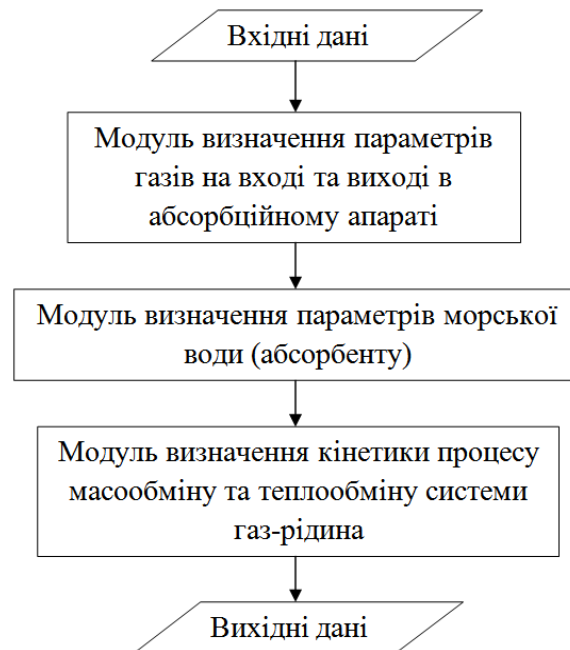 Вхідні дані
Модуль визначення параметрів
газів на вході та виході в
абсорбційному апараті
Модуль визначення параметрів морської
води (абсорбенту)
Модуль визначення кінетики процесу
масообміну та теплообміну системи
газ-рідина
Вихідні дані